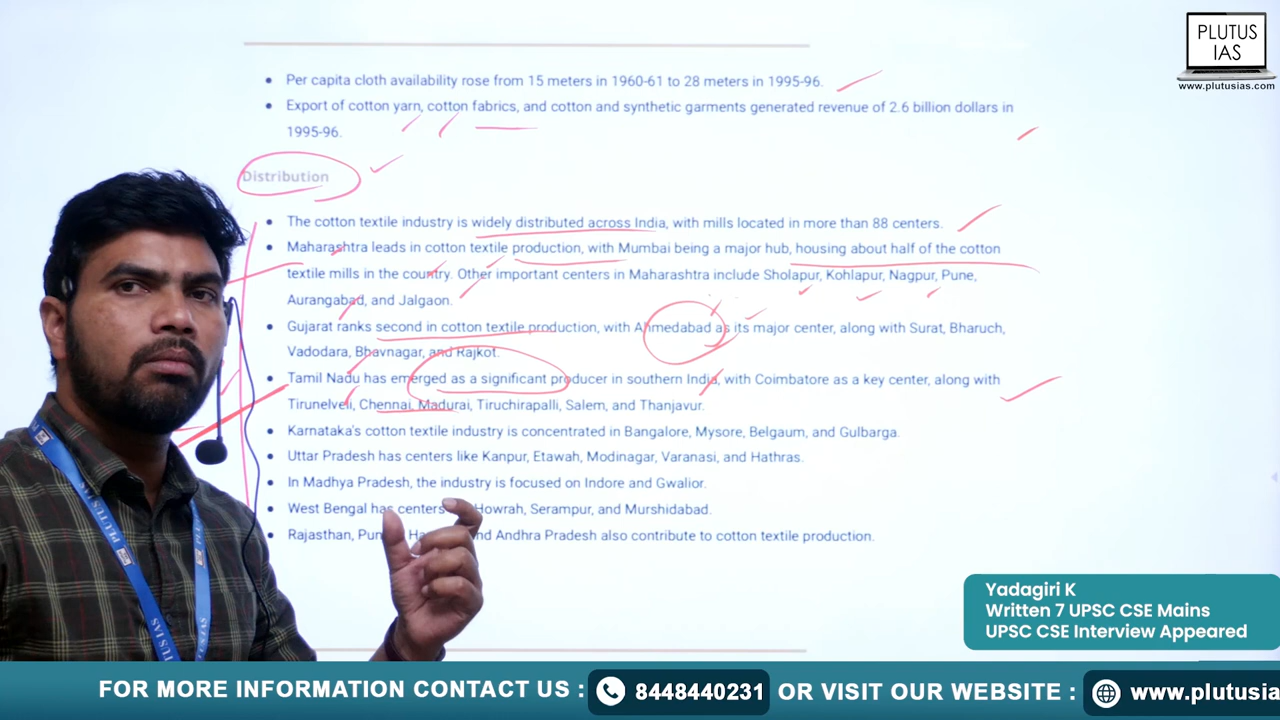 PLUTUS
IAS
www.plutusias.com
Per capita cloth availability rose from 15 meters in 1960-61 to 28 meters in 1995-96.
Export of cotton yarn, cotton fabrics, and cotton and synthetic garments generated revenue of 2.6 billion dollars in
1995-96.
Distribution
The cotton textile industry is widely distributed across India, with mills located in more than 88 centers.
Maharashtra leads in cotton textile production, with Mumbai being a major hub, housing about half of the cotton
textile mills in the country. Other important centers in Maharashtra include Sholapur, Kohlapur, Nagpur, Pune,
Aurangabad, and Jalgaon.
Gujarat ranks second in cotton textile production, with Ahmedabad as its major center, along with Surat, Bharuch,
Vadodara, Bhavnagar, and Rajkot.
Tamil Nadu has emerged as a significant producer in southern India, with Coimbatore as a key center, along with
Tirunelveli, Chennai, Madurai, Tiruchirapalli, Salem, and Thanjavur.
Karnataka's cotton textile industry is concentrated in Bangalore, Mysore, Belgaum, and Gulbarga.
Uttar Pradesh has centers like Kanpur, Etawah, Modinagar, Varanasi, and Hathras.
In Madhya Pradesh, the industry is focused on Indore and Gwalior.
West Bengal has centers Howrah, Serampur, and Murshidabad.
Rajasthan, and Andhra Pradesh also contribute to cotton textile production.
PLUTUS IAS
PLUTUS IAS
Yadagiri K
Written 7 UPSC CSE Mains
UPSC CSE Interview Appeared
FOR MORE INFORMATION CONTACT US : 8448440231 OR VISIT OUR WEBSITE : www.plutusia